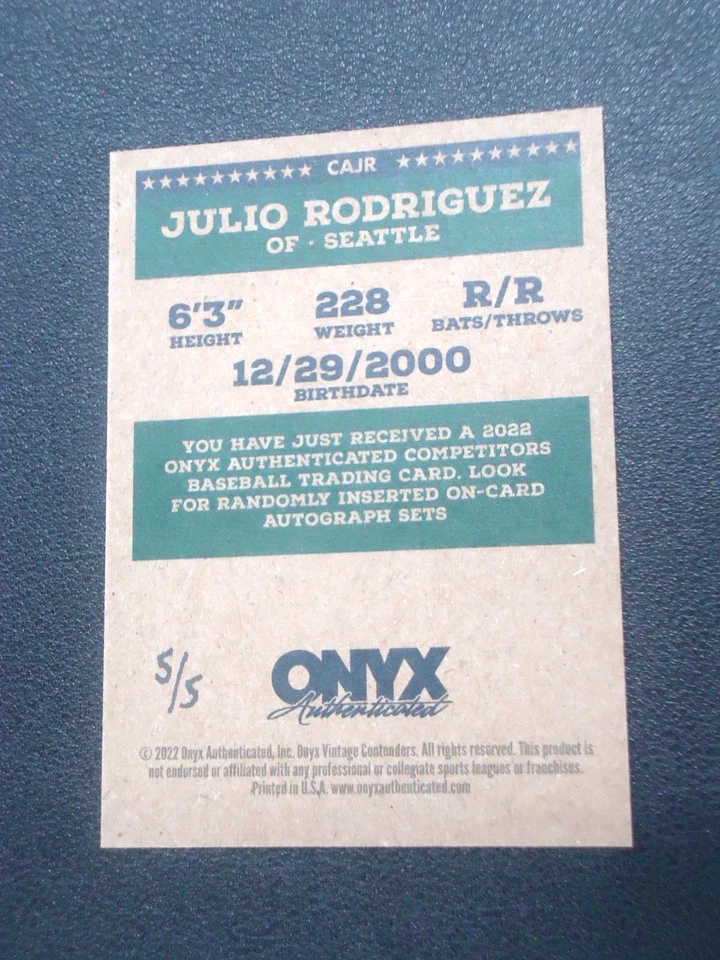 ★★★★★★★★★★ CAJR ★★★★★★★★★★★
JULIO RODRIGUEZ
OF · SEATTLE
6'3" 228 R/R
HEIGHT WEIGHT BATS/THROWS
12/29/2000
BIRTHDATE
YOU HAVE JUST RECEIVED A 2022
ONYX AUTHENTICATED COMPETITORS
BASEBALL TRADING CARD. LOOK
FOR RANDOMLY INSERTED ON-CARD
AUTOGRAPH SETS
5/5
ONYX
Authenticated
© 2022 Onyx Authenticated, Inc. Onyx Vintage Contenders. All rights reserved. This product is
not endorsed or affiliated with any professional or collegiate sports leagues or franchises.
Printed in U.S.A. www.onyxauthenticated.com